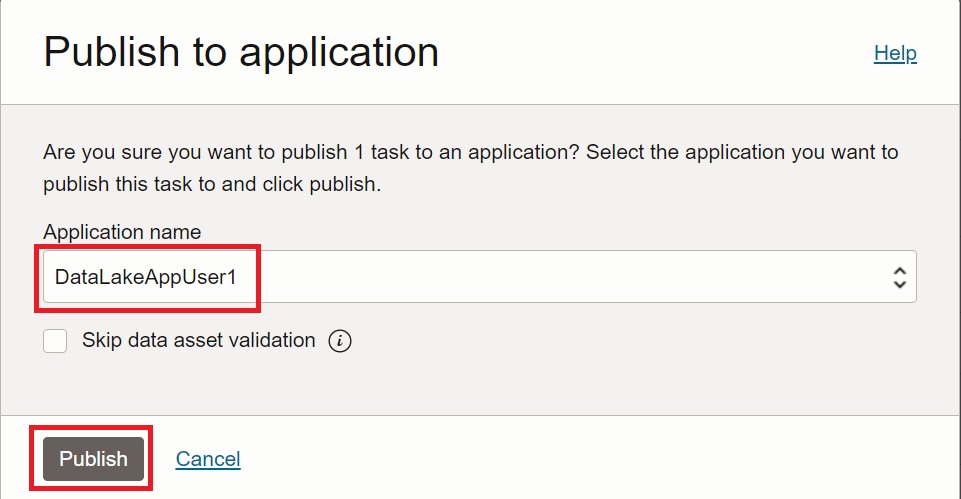 Publish to application
Help
Are you sure you want to publish 1 task to an application? Select the application you want to
publish this task to and click publish.
Application name
DataLakeAppUser1
Skip data asset validation i
Publish
Cancel